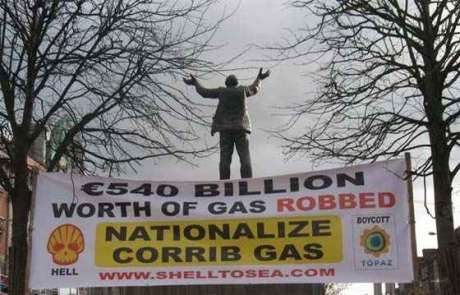 €540 BILLION
WORTH OF GAS ROBBED
NATIONALIZE
CORRIB GAS
WWW.SHELLTOSEA.COM
HELL
BOYCOTT
TOPAZ